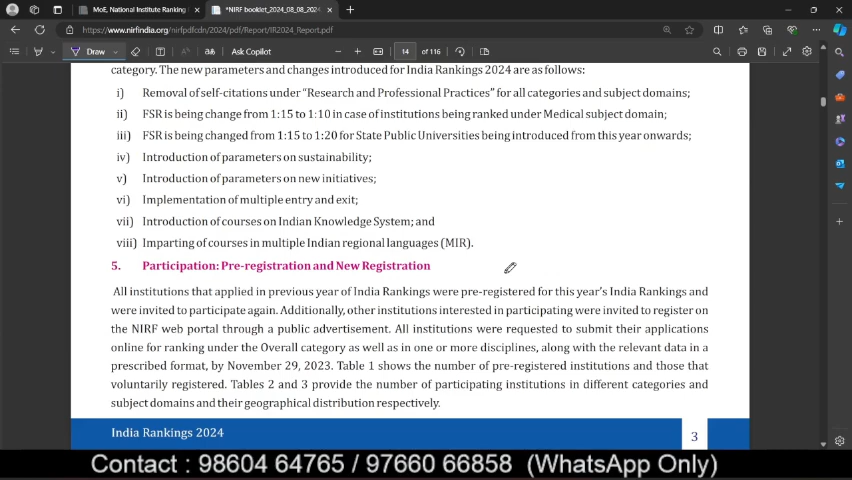 MoE, National Institute Ranking
*NIRF booklet_2024_08_08_2024_
https://www.nirfindia.org/nirfpdfcdn/2024/pdf/Report/IR2024_Report.pdf
Draw
Ask Copilot
14 of 116
category. The new parameters and changes introduced for India Rankings 2024 are as follows:
i) Removal of self-citations under "Research and Professional Practices" for all categories and subject domains;
ii) FSR is being change from 1:15 to 1:10 in case of institutions being ranked under Medical subject domain;
iii) FSR is being changed from 1:15 to 1:20 for State Public Universities being introduced from this year onwards;
iv) Introduction of parameters on sustainability;
v) Introduction of parameters on new initiatives;
vi) Implementation of multiple entry and exit;
vii) Introduction of courses on Indian Knowledge System; and
viii) Imparting of courses in multiple Indian regional languages (MIR).
5. Participation: Pre-registration and New Registration
All institutions that applied in previous year of India Rankings were pre-registered for this year's India Rankings and
were invited to participate again. Additionally, other institutions interested in participating were invited to register on
the NIRF web portal through a public advertisement. All institutions were requested to submit their applications
online for ranking under the Overall category as well as in one or more disciplines, along with the relevant data in a
prescribed format, by November 29, 2023. Table 1 shows the number of pre-registered institutions and those that
voluntarily registered. Tables 2 and 3 provide the number of participating institutions in different categories and
subject domains and their geographical distribution respectively.
India Rankings 2024
3
Contact : 98604 64765 / 97660 66858 (WhatsApp Only)